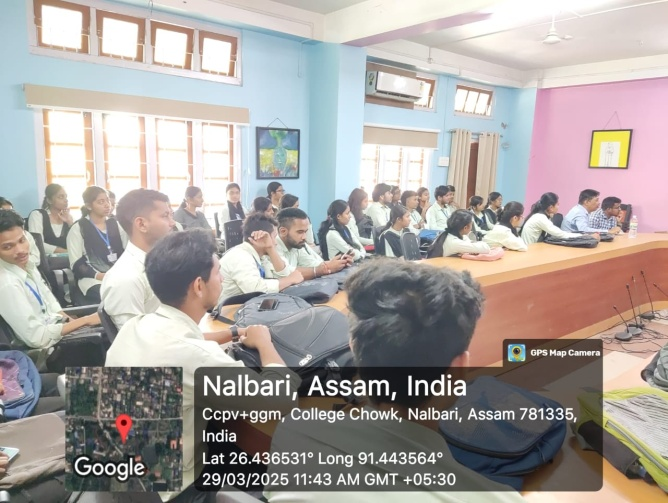 GPS Map Camera
Nalbari, Assam, India
Ccpv+ggm, College Chowk, Nalbari, Assam 781335,
India
Lat 26.436531° Long 91.443564°
29/03/2025 11:43 AM GMT +05:30
Google